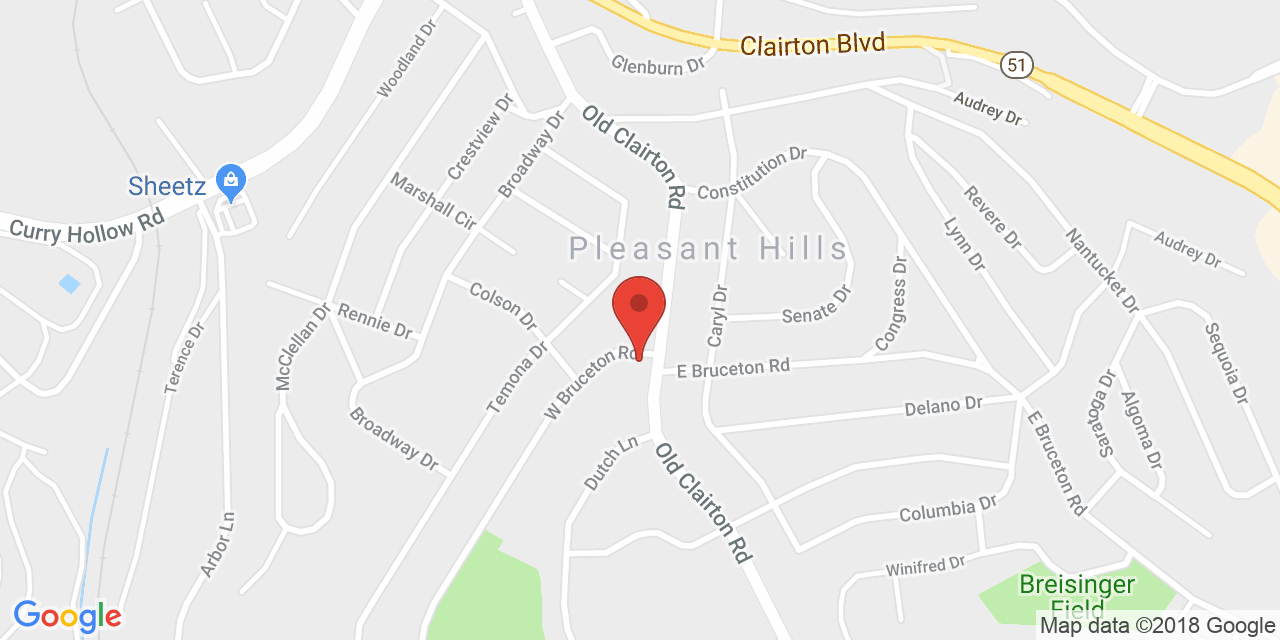 Clairton Blvd
51
Woodland Dr
Glenburn Dr
Audrey Dr
Crestview Dr
Broadway Dr
Old Clairton Rd
Constitution Dr
Sheetz
Marshall Cir
Curry Hollow Rd
Pleasant Hills
Revere Dr
Lynn Dr
Nantucket Dr
Audrey Dr
Colson Dr
Caryl Dr
Senate Dr
Congress Dr
Rennie Dr
McClellan Dr
Terence Dr
Temona Dr
W Bruceton Rd
E Bruceton Rd
Sequoia Dr
Saratoga Dr
Algoma Dr
Delano Dr
Broadway Dr
Dutch Ln
Old Clairton Rd
E Bruceton Rd
Columbia Dr
Arbor Ln
Winifred Dr
Breisinger
Field
Google
Map data ©2018 Google